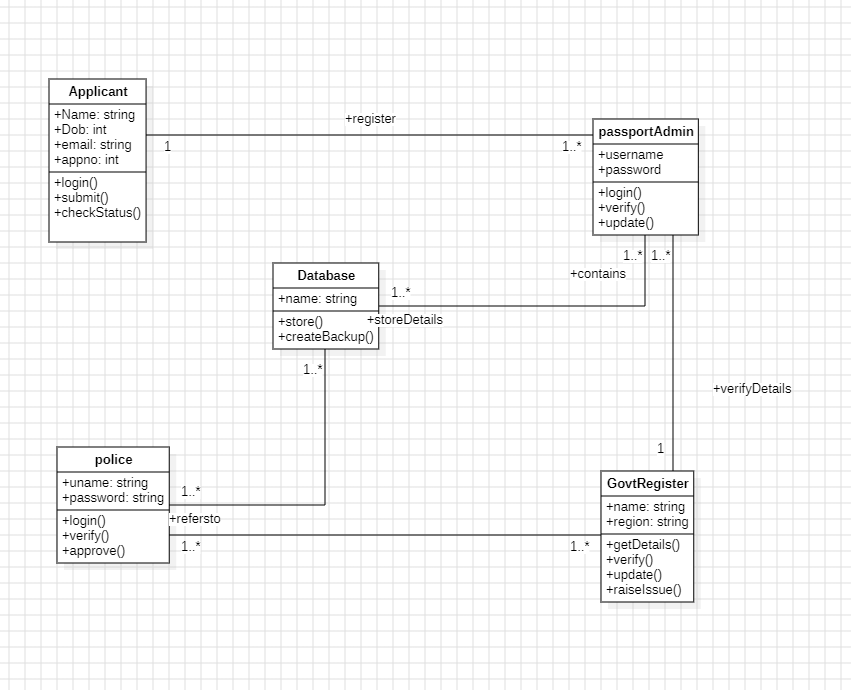 Applicant
+Name: string
+Dob: int
+email: string
+appno: int
+login()
+submit()
+checkStatus()
+register
1
1..*
passportAdmin
+username
+password
+login()
+verify()
+update()
1..*
1..*
+contains
Database
+name: string
+store()
+createBackup()
1..*
+storeDetails
1..*
+verifyDetails
1
police
+uname: string
+password: string
+login()
+verify()
+approve()
1..*
+refersto
1..*
1..*
GovtRegister
+name: string
+region: string
+getDetails()
+verify()
+update()
+raiseIssue()